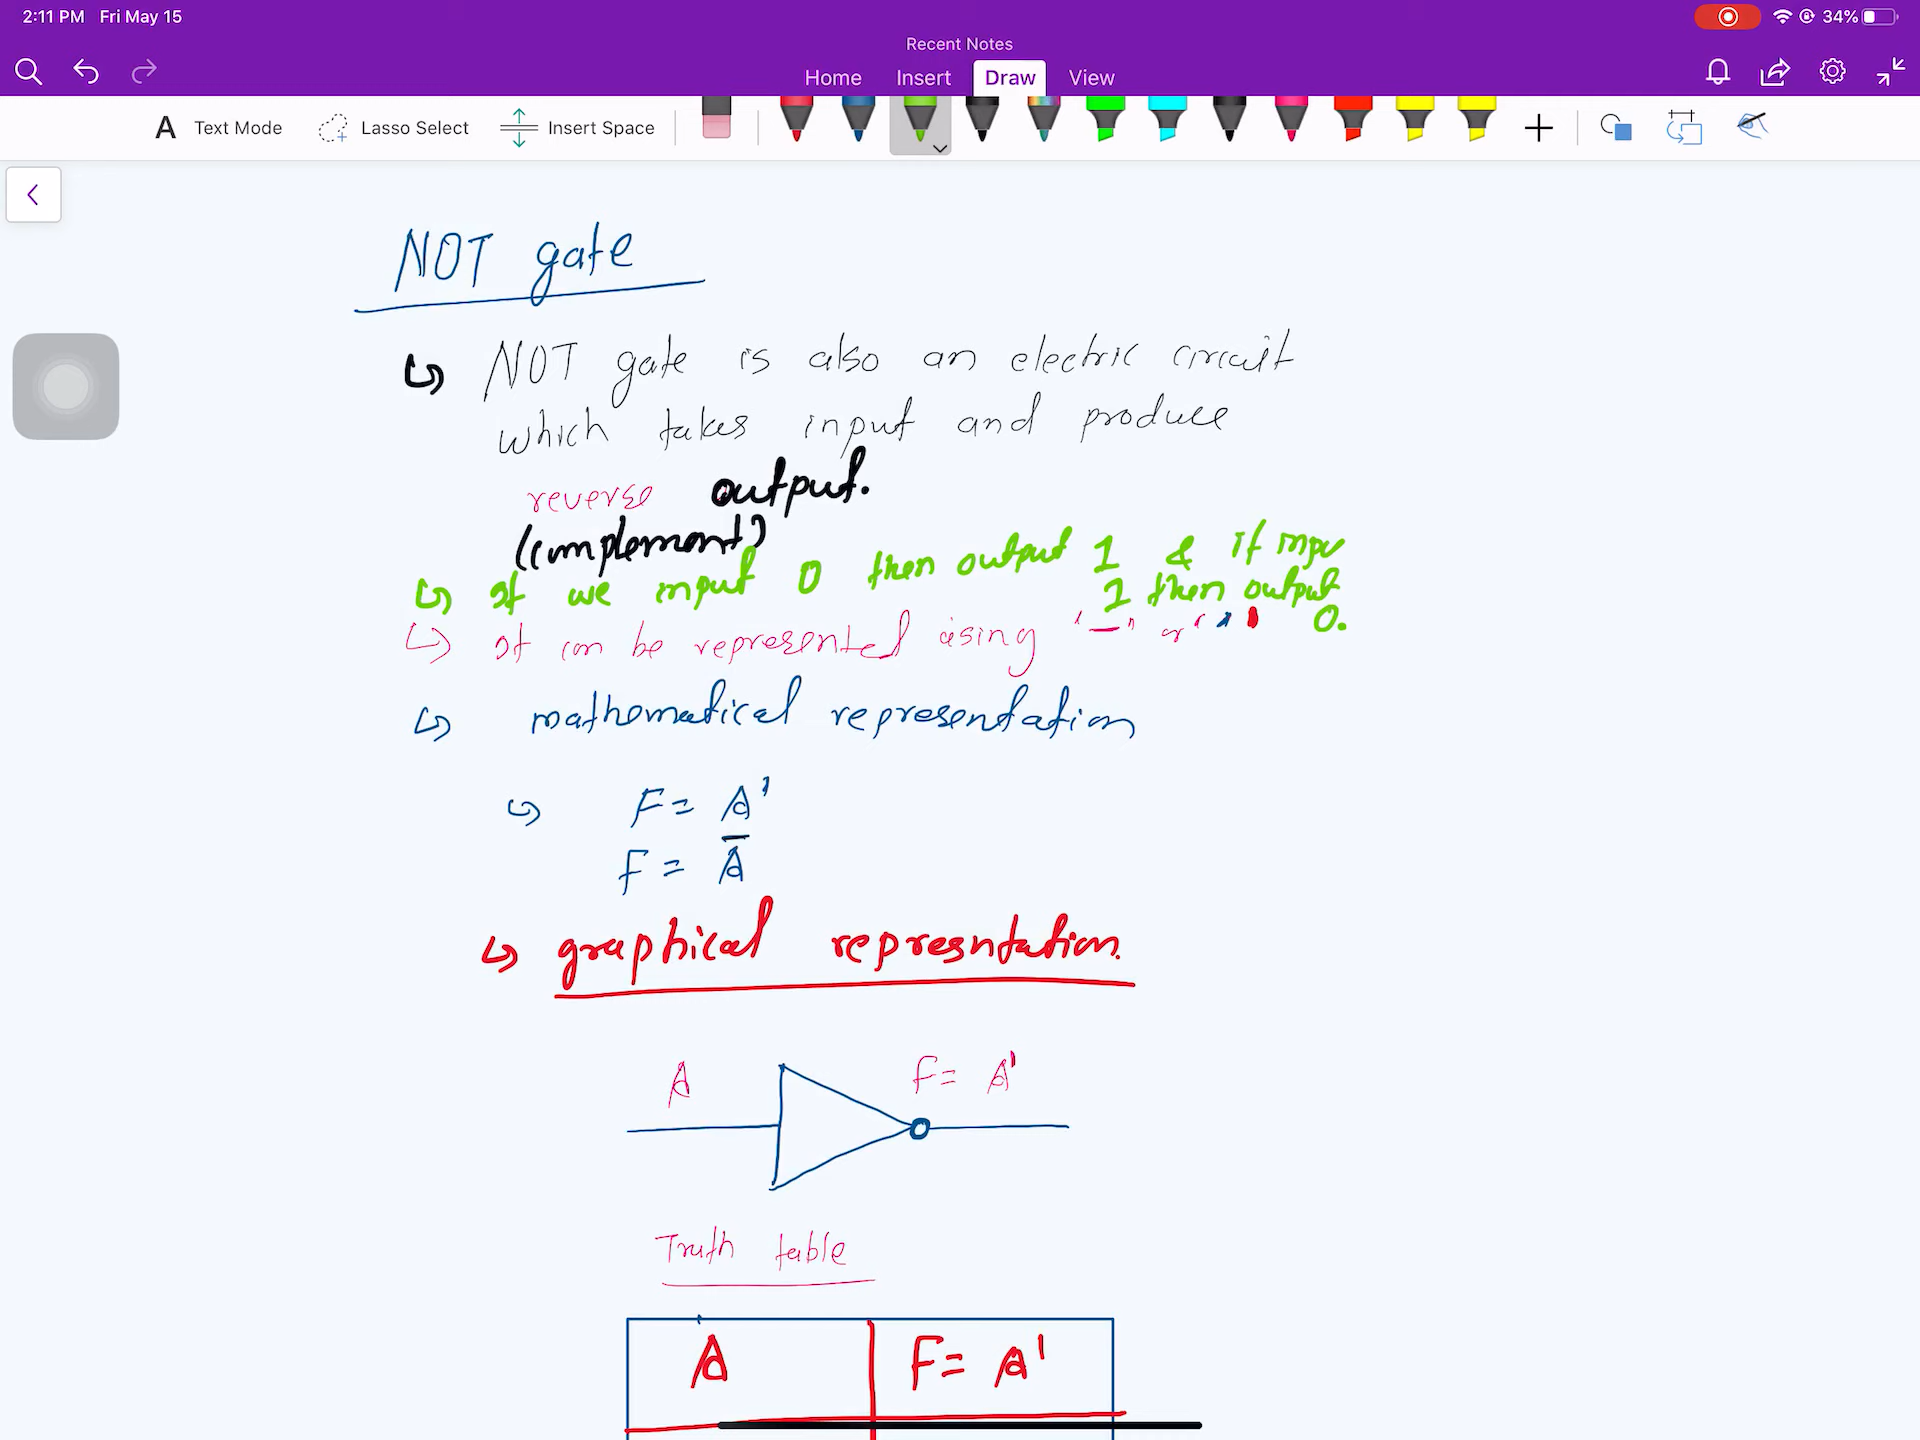 2:11 PM Fri May 15
34%
Recent Notes
Home Insert Draw View
A Text Mode Lasso Select Insert Space
NOT gate
↳ NOT gate is also an electric circuit
which takes input and produce
reverse output.
(complement)
↳ If we input 0 then output 1 & if inpu
1 then output
0.
↳ It can be represented using '—' or '
↳ mathematical representation
↳ F = A'
F = Ā
↳ graphical represntation.
A F = A'
Truth table
A F = A'